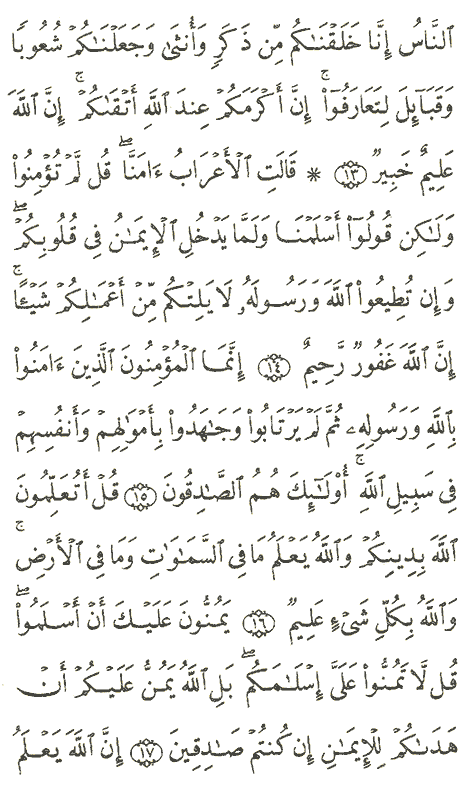 ٱلنَّاسُ إِنَّا خَلَقۡنَٰكُم مِّن ذَكَرٖ وَأُنثَىٰ وَجَعَلۡنَٰكُمۡ شُعُوبٗا
وَقَبَآئِلَ لِتَعَارَفُوٓاْۚ إِنَّ أَكۡرَمَكُمۡ عِندَ ٱللَّهِ أَتۡقَىٰكُمۡۚ إِنَّ ٱللَّهَ
عَلِيمٌ خَبِيرٞ ١٣ ۞ قَالَتِ ٱلۡأَعۡرَابُ ءَامَنَّاۖ قُل لَّمۡ تُؤۡمِنُواْ
وَلَٰكِن قُولُوٓاْ أَسۡلَمۡنَا وَلَمَّا يَدۡخُلِ ٱلۡإِيمَٰنُ فِي قُلُوبِكُمۡۖ
وَإِن تُطِيعُواْ ٱللَّهَ وَرَسُولَهُۥ لَا يَلِتۡكُم مِّنۡ أَعۡمَٰلِكُمۡ شَيۡـًٔاۚ
إِنَّ ٱللَّهَ غَفُورٞ رَّحِيمٌ ١٤ إِنَّمَا ٱلۡمُؤۡمِنُونَ ٱلَّذِينَ ءَامَنُواْ
بِٱللَّهِ وَرَسُولِهِۦ ثُمَّ لَمۡ يَرۡتَابُواْ وَجَٰهَدُواْ بِأَمۡوَٰلِهِمۡ وَأَنفُسِهِمۡ
فِي سَبِيلِ ٱللَّهِۚ أُوْلَٰٓئِكَ هُمُ ٱلصَّٰدِقُونَ ١٥ قُلۡ أَتُعَلِّمُونَ
ٱللَّهَ بِدِينِكُمۡ وَٱللَّهُ يَعۡلَمُ مَا فِي ٱلسَّمَٰوَٰتِ وَمَا فِي ٱلۡأَرۡضِۚ
وَٱللَّهُ بِكُلِّ شَيۡءٍ عَلِيمٞ ١٦ يَمُنُّونَ عَلَيۡكَ أَنۡ أَسۡلَمُواْۖ
قُل لَّا تَمُنُّواْ عَلَيَّ إِسۡلَٰمَكُمۖ بَلِ ٱللَّهُ يَمُنُّ عَلَيۡكُمۡ أَنۡ
هَدَىٰكُمۡ لِلۡإِيمَٰنِ إِن كُنتُمۡ صَٰدِقِينَ ١٧ إِنَّ ٱللَّهَ يَعۡلَمُ